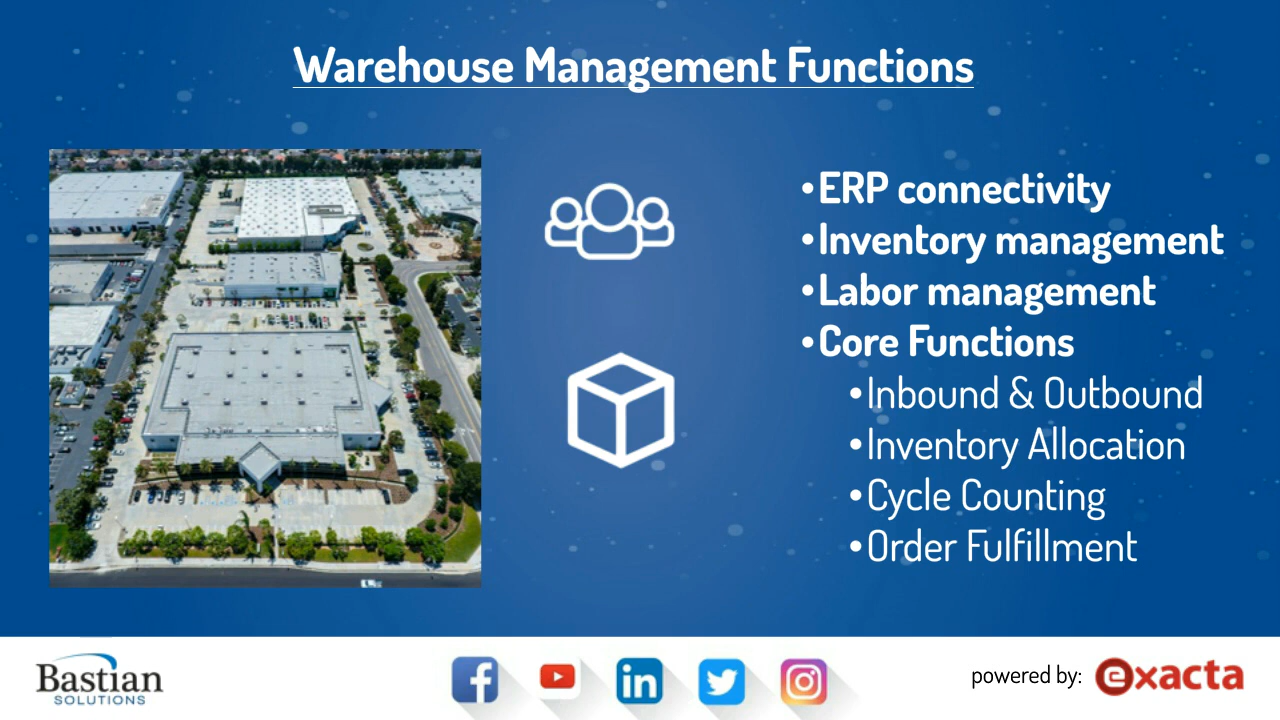 Warehouse Management Functions
•ERP connectivity
•Inventory management
•Labor management
•Core Functions
•Inbound & Outbound
•Inventory Allocation
•Cycle Counting
•Order Fulfillment
Bastian
SOLUTIONS
powered by: exacta